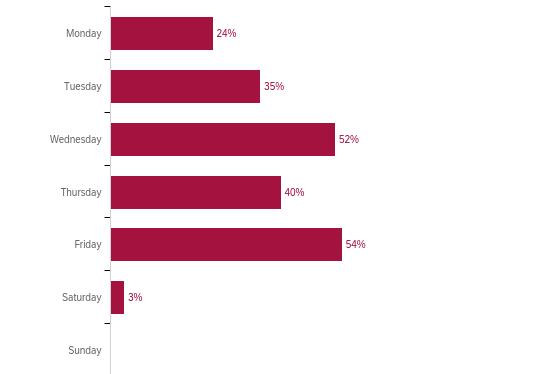 Monday 24%
Tuesday 35%
Wednesday 52%
Thursday 40%
Friday 54%
Saturday 3%
Sunday